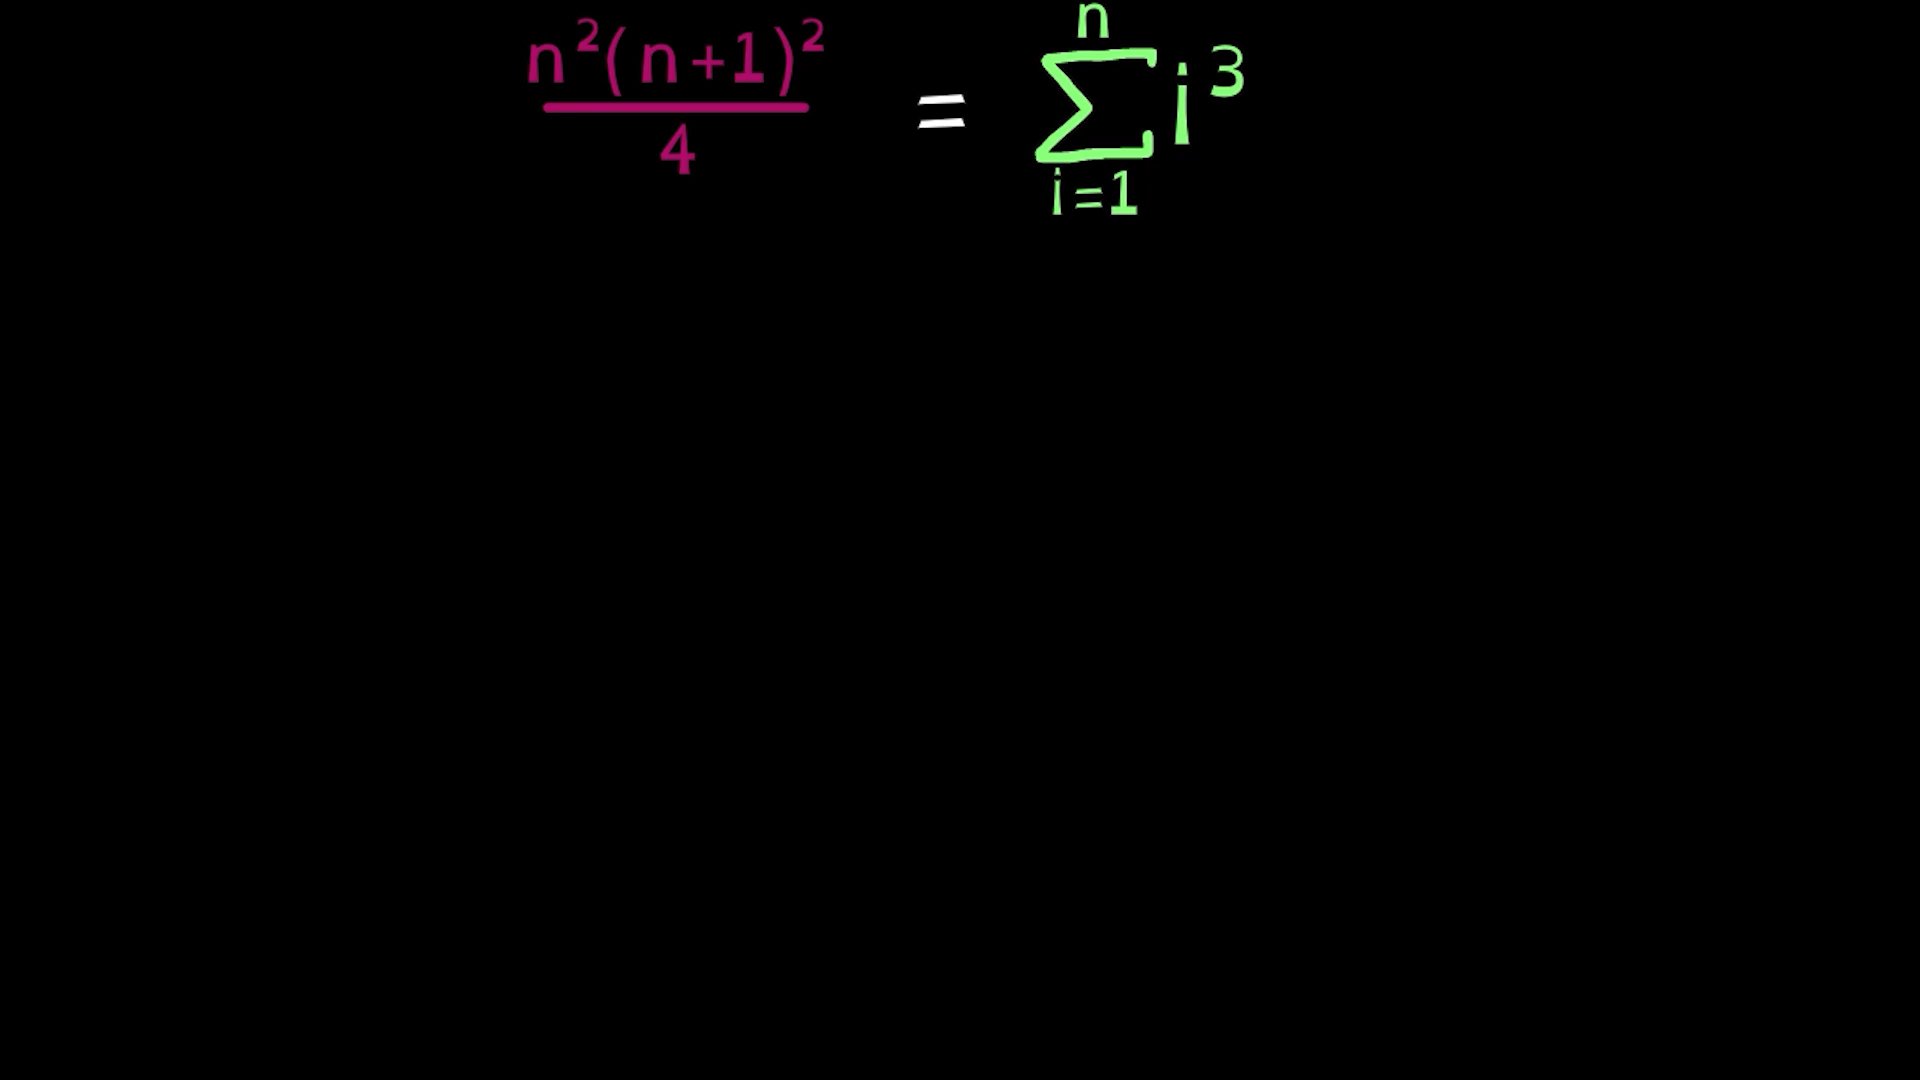 n²(n+1)²/4 = n∑i=1 i³